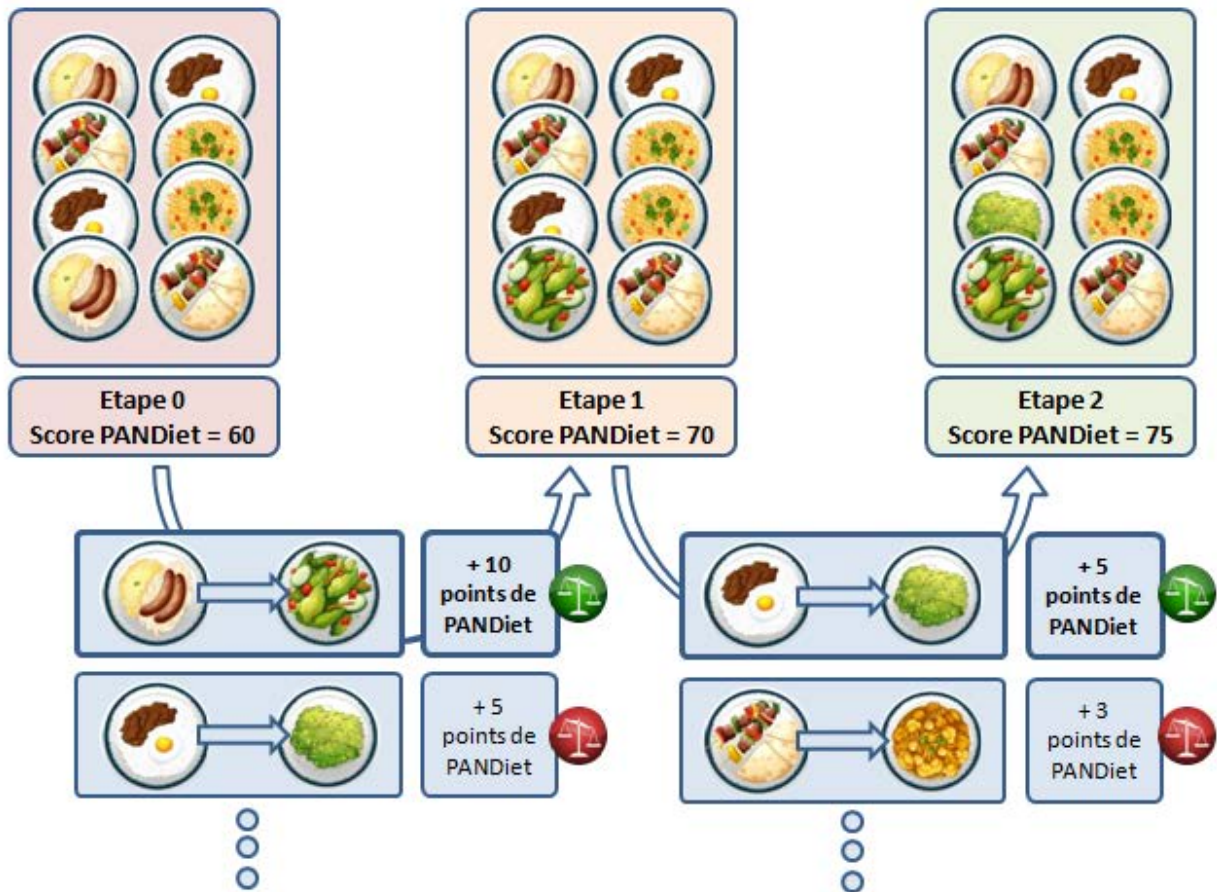 Etape 0
Score PANDiet = 60
Etape 1
Score PANDiet = 70
Etape 2
Score PANDiet = 75
+ 10
points de
PANDiet
+ 5
points de
PANDiet
+ 5
points de
PANDiet
+ 3
points de
PANDiet